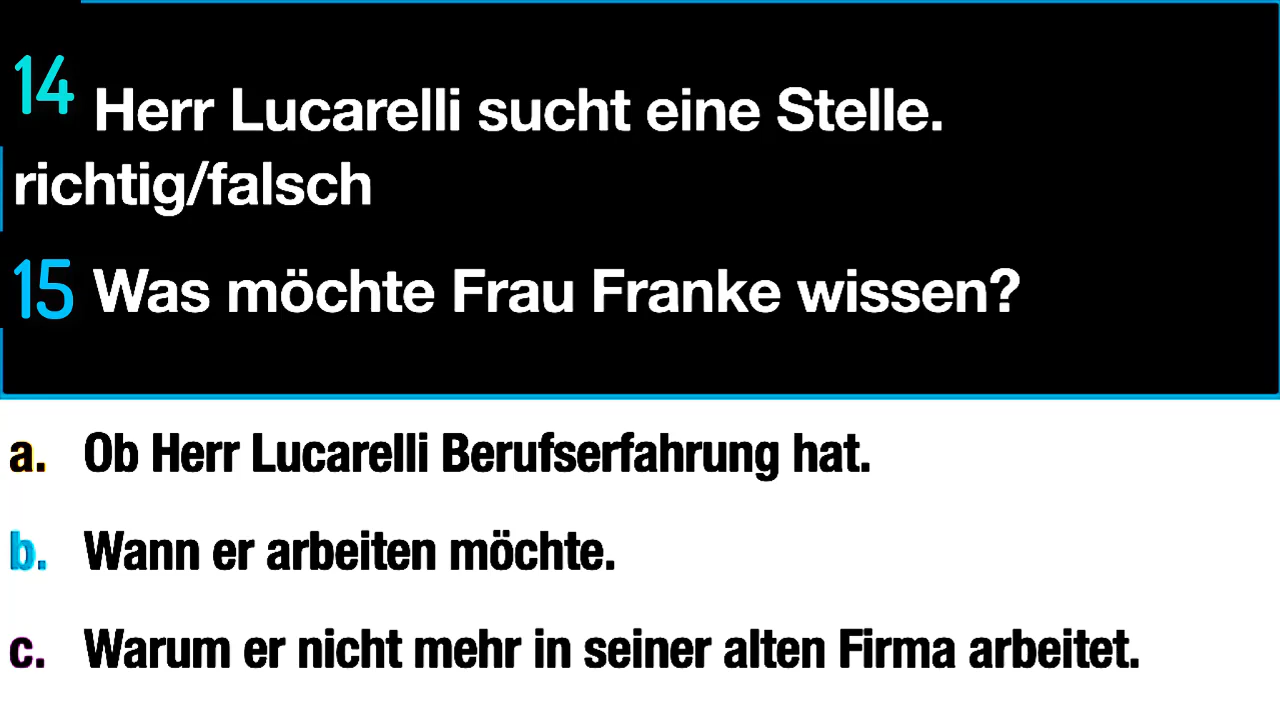 14 Herr Lucarelli sucht eine Stelle.
richtig/falsch
15 Was möchte Frau Franke wissen?
a. Ob Herr Lucarelli Berufserfahrung hat.
b. Wann er arbeiten möchte.
c. Warum er nicht mehr in seiner alten Firma arbeitet.